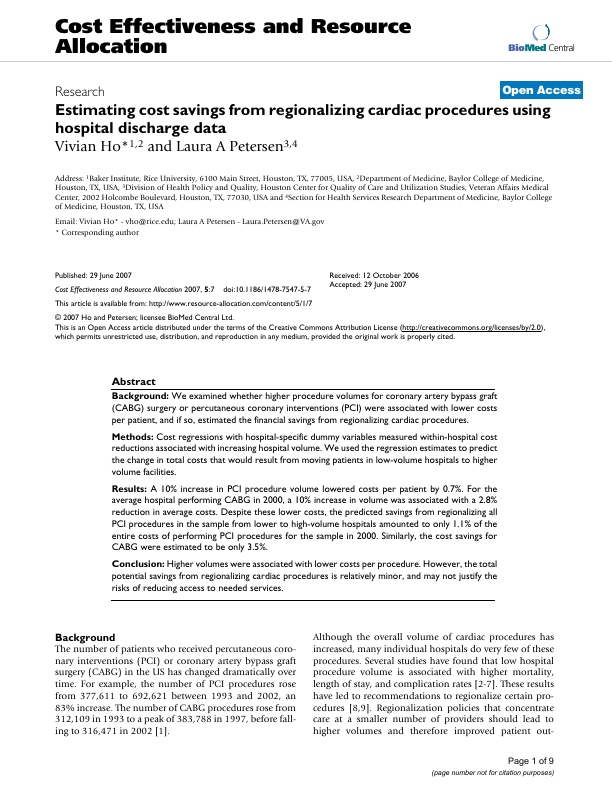 Cost Effectiveness and Resource
Allocation
BioMed Central
Research
Open Access
Estimating cost savings from regionalizing cardiac procedures using
hospital discharge data
Vivian Ho*1,2 and Laura A Petersen3,4
Address: 1Baker Institute, Rice University, 6100 Main Street, Houston, TX, 77005, USA, 2Department of Medicine, Baylor College of Medicine,
Houston, TX, USA, 3Division of Health Policy and Quality, Houston Center for Quality of Care and Utilization Studies, Veteran Affairs Medical
Center, 2002 Holcombe Boulevard, Houston, TX, 77030, USA and 4Section for Health Services Research Department of Medicine, Baylor College
of Medicine, Houston, TX, USA
Email: Vivian Ho* - vho@rice.edu; Laura A Petersen - Laura.Petersen@VA.gov
* Corresponding author
Published: 29 June 2007
Cost Effectiveness and Resource Allocation 2007, 5:7 doi:10.1186/1478-7547-5-7
Received: 12 October 2006
Accepted: 29 June 2007
This article is available from: http://www.resource-allocation.com/content/5/1/7
© 2007 Ho and Petersen; licensee BioMed Central Ltd.
This is an Open Access article distributed under the terms of the Creative Commons Attribution License (http://creativecommons.org/licenses/by/2.0),
which permits unrestricted use, distribution, and reproduction in any medium, provided the original work is properly cited.
Abstract
Background: We examined whether higher procedure volumes for coronary artery bypass graft
(CABG) surgery or percutaneous coronary interventions (PCI) were associated with lower costs
per patient, and if so, estimated the financial savings from regionalizing cardiac procedures.
Methods: Cost regressions with hospital-specific dummy variables measured within-hospital cost
reductions associated with increasing hospital volume. We used the regression estimates to predict
the change in total costs that would result from moving patients in low-volume hospitals to higher
volume facilities.
Results: A 10% increase in PCI procedure volume lowered costs per patient by 0.7%. For the
average hospital performing CABG in 2000, a 10% increase in volume was associated with a 2.8%
reduction in average costs. Despite these lower costs, the predicted savings from regionalizing all
PCI procedures in the sample from lower to high-volume hospitals amounted to only 1.1% of the
entire costs of performing PCI procedures for the sample in 2000. Similarly, the cost savings for
CABG were estimated to be only 3.5%.
Conclusion: Higher volumes were associated with lower costs per procedure. However, the total
potential savings from regionalizing cardiac procedures is relatively minor, and may not justify the
risks of reducing access to needed services.
Background
The number of patients who received percutaneous coro-
nary interventions (PCI) or coronary artery bypass graft
surgery (CABG) in the US has changed dramatically over
time. For example, the number of PCI procedures rose
from 377,611 to 692,621 between 1993 and 2002, an
83% increase. The number of CABG procedures rose from
312,109 in 1993 to a peak of 383,788 in 1997, before fall-
ing to 316,471 in 2002 [1].
Although the overall volume of cardiac procedures has
increased, many individual hospitals do very few of these
procedures. Several studies have found that low hospital
procedure volume is associated with higher mortality,
length of stay, and complication rates [2-7]. These results
have led to recommendations to regionalize certain pro-
cedures [8,9]. Regionalization policies that concentrate
care at a smaller number of providers should lead to
higher volumes and therefore improved patient out-
Page 1 of 9
(page number not for citation purposes)